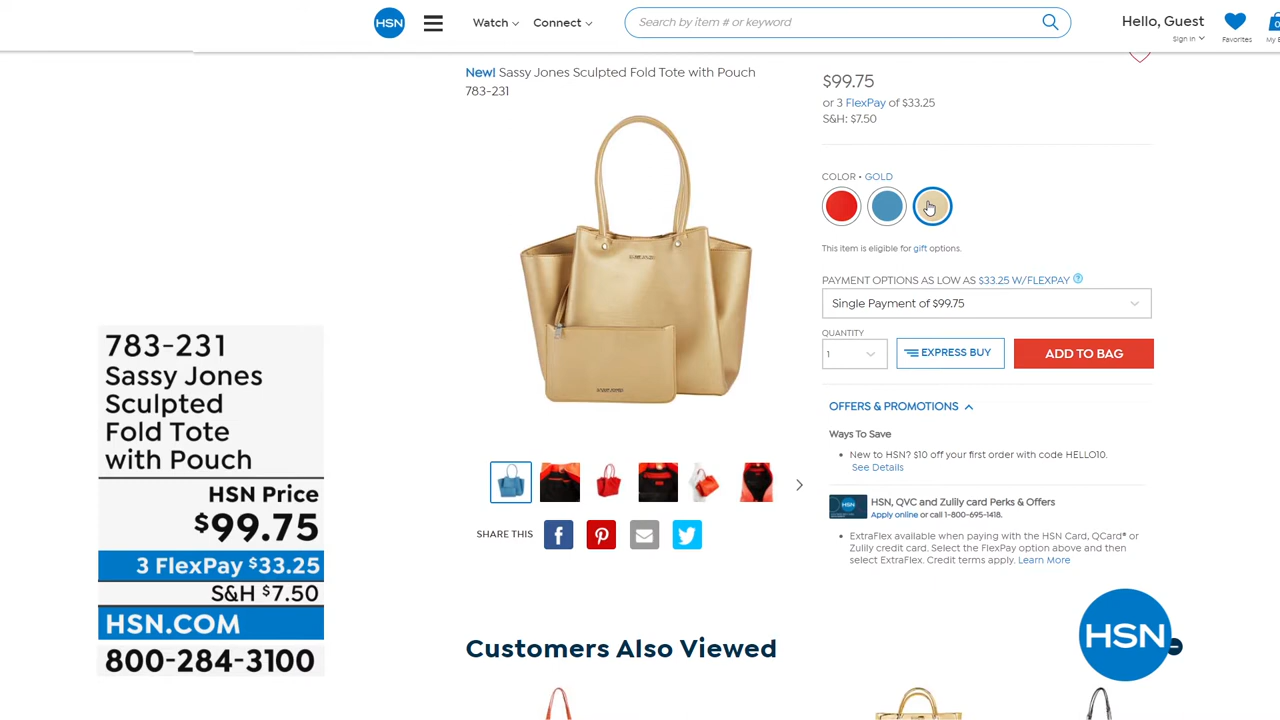 HSN
Watch
Connect
Search by item # or keyword
Hello, Guest
Sign In
Favorites
0
New! Sassy Jones Sculpted Fold Tote with Pouch
783-231
$99.75
or 3 FlexPay of $33.25
S&H: $7.50
COLOR • GOLD
This item is eligible for gift options.
PAYMENT OPTIONS AS LOW AS $33.25 W/FLEXPAY ?
Single Payment of $99.75
QUANTITY
1
EXPRESS BUY
ADD TO BAG
OFFERS & PROMOTIONS
Ways To Save
• New to HSN? $10 off your first order with code HELLO10.
See Details
HSN, QVC and Zulily card Perks & Offers
Apply online or call 1-800-695-1418.
• ExtraFlex available when paying with the HSN Card, QCard® or
Zulily credit card. Select the FlexPay option above and then
select ExtraFlex. Credit terms apply. Learn More
SHARE THIS
Customers Also Viewed
783-231
Sassy Jones
Sculpted
Fold Tote
with Pouch
HSN Price
$99.75
3 FlexPay $33.25
S&H $7.50
HSN.COM
800-284-3100
HSN